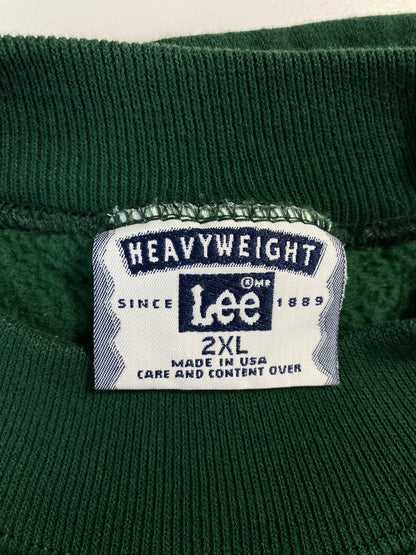 HEAVYWEIGHT
® MR
SINCE Lee 1889
2XL
MADE IN USA
CARE AND CONTENT OVER